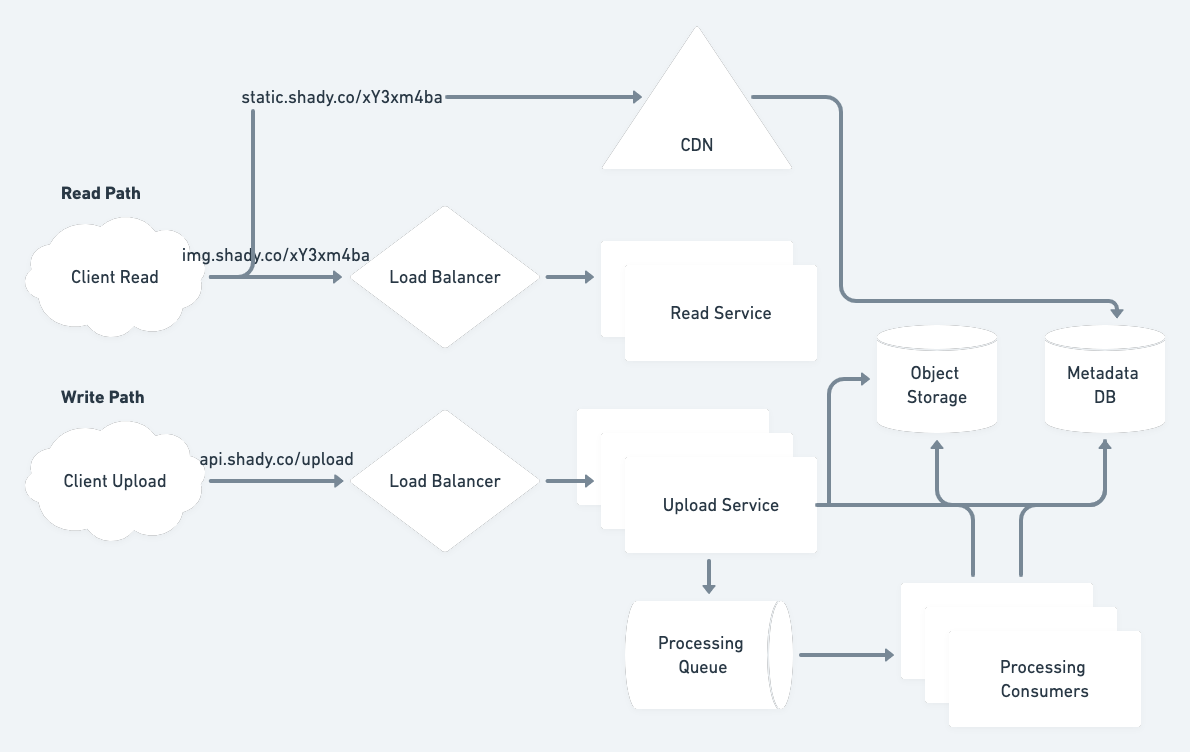 static.shady.co/xY3xm4ba
CDN
Read Path
img.shady.co/xY3xm4ba
Client Read
Load Balancer
Read Service
Object
Storage
Metadata
DB
Write Path
api.shady.co/upload
Client Upload
Load Balancer
Upload Service
Processing
Queue
Processing
Consumers